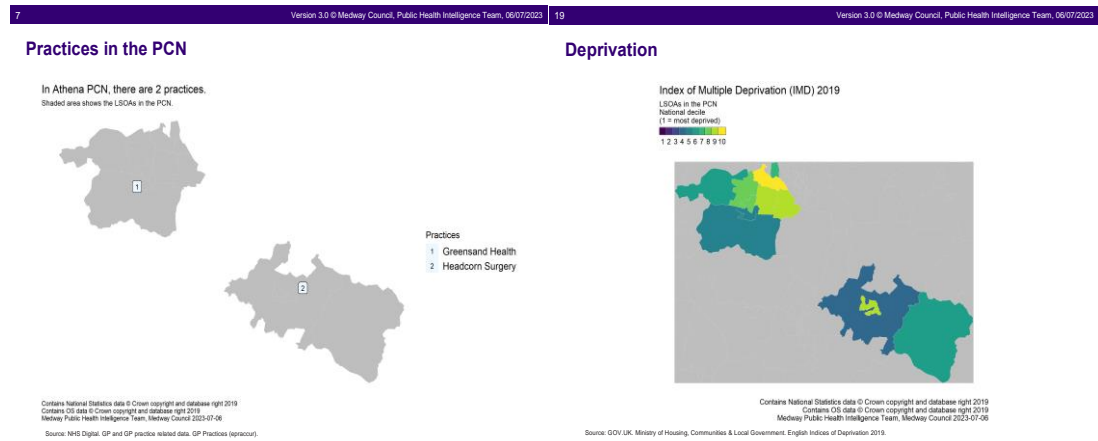 7
Version 3.0 © Medway Council, Public Health Intelligence Team, 06/07/2023
Practices in the PCN
In Athena PCN, there are 2 practices.
Shaded area shows the LSOAs in the PCN.
1
2
Practices
1 Greensand Health
2 Headcorn Surgery
Contains National Statistics data © Crown copyright and database right 2019
Contains OS data © Crown copyright and database right 2019
Medway Public Health Intelligence Team, Medway Council 2023-07-06
Source: NHS Digital. GP and GP practice related data. GP Practices (epraccur).
19
Version 3.0 © Medway Council, Public Health Intelligence Team, 06/07/2023
Deprivation
Index of Multiple Deprivation (IMD) 2019
LSOAs in the PCN
National decile
(1 = most deprived)
1 2 3 4 5 6 7 8 9 10
Contains National Statistics data © Crown copyright and database right 2019
Contains OS data © Crown copyright and database right 2019
Medway Public Health Intelligence Team, Medway Council 2023-07-06
Source: GOV.UK. Ministry of Housing, Communities & Local Government. English Indices of Deprivation 2019.